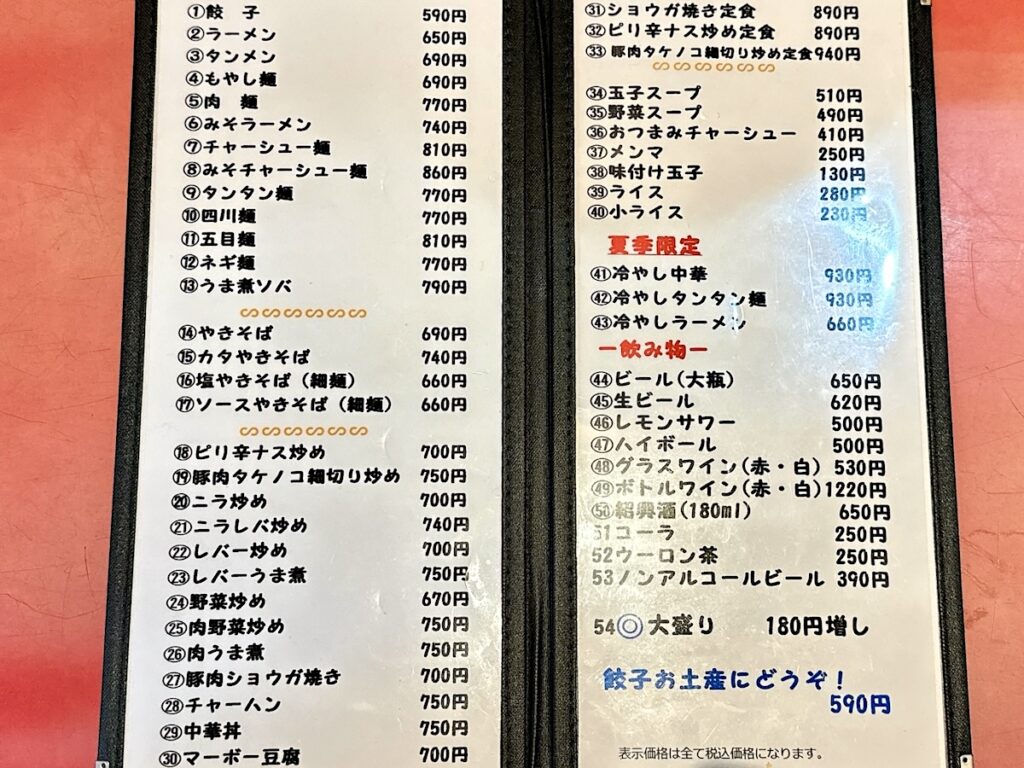 ①餃　子 590円
②ラーメン 650円
③タンメン 690円
④もやし麺 690円
⑤肉　麺 770円
⑥みそラーメン 740円
⑦チャーシュー麺 810円
⑧みそチャーシュー麺 860円
⑨タンタン麺 770円
⑩四川麺 770円
⑪五目麺 810円
⑫ネギ麺 770円
⑬うま煮ソバ 790円
⑭やきそば 690円
⑮カタやきそば 740円
⑯塩やきそば（細麺） 660円
⑰ソースやきそば（細麺） 660円
⑱ピリ辛ナス炒め 700円
⑲豚肉タケノコ細切り炒め 750円
⑳ニラ炒め 700円
㉑ニラレバ炒め 740円
㉒レバー炒め 700円
㉓レバーうま煮 750円
㉔野菜炒め 670円
㉕肉野菜炒め 750円
㉖肉うま煮 750円
㉗豚肉ショウガ焼き 700円
㉘チャーハン 750円
㉙中華丼 750円
㉚マーボー豆腐 700円
㉛ショウガ焼き定食 890円
㉜ピリ辛ナス炒め定食 890円
㉝豚肉タケノコ細切り炒め定食 940円
㉞玉子スープ 510円
㉟野菜スープ 490円
㊱おつまみチャーシュー 410円
㊲メンマ 250円
㊳味付け玉子 130円
㊴ライス 280円
㊵小ライス 230円
夏季限定
㊶冷やし中華 930円
㊷冷やしタンタン麺 930円
㊸冷やしラーメン 660円
ー飲み物ー
㊹ビール(大瓶) 650円
㊺生ビール 620円
㊻レモンサワー 500円
㊼ハイボール 500円
㊽グラスワイン(赤・白) 530円
㊾ボトルワイン(赤・白) 1220円
㊿紹興酒(180ml) 650円
51コーラ 250円
52ウーロン茶 250円
53ノンアルコールビール 390円
54◎大盛り 180円増し
餃子お土産にどうぞ！
590円
表示価格は全て税込価格になります。